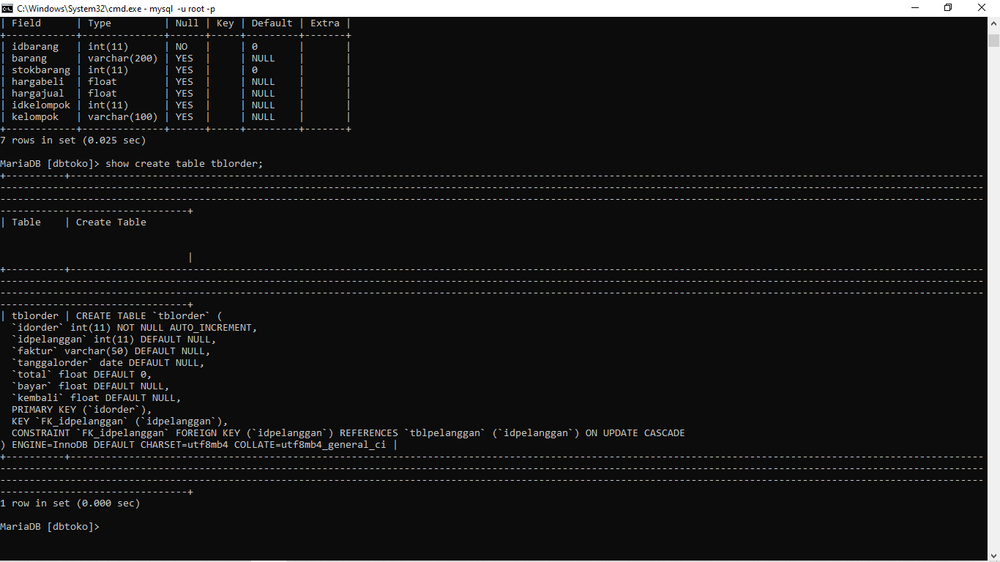 C:\Windows\System32\cmd.exe - mysql -u root -p
| Field      | Type         | Null | Key | Default | Extra |
+------------+--------------+------+-----+---------+-------+
| idbarang   | int(11)      | NO   |     | 0       |       |
| barang     | varchar(200) | YES  |     | NULL    |       |
| stokbarang | int(11)      | YES  |     | 0       |       |
| hargabeli  | float        | YES  |     | NULL    |       |
| hargajual  | float        | YES  |     | NULL    |       |
| idkelompok | int(11)      | YES  |     | NULL    |       |
| kelompok   | varchar(100) | YES  |     | NULL    |       |
+------------+--------------+------+-----+---------+-------+
7 rows in set (0.025 sec)
MariaDB [dbtoko]> show create table tblorder;
| Table    | Create Table
|
| tblorder | CREATE TABLE `tblorder` (
  `idorder` int(11) NOT NULL AUTO_INCREMENT,
  `idpelanggan` int(11) DEFAULT NULL,
  `faktur` varchar(50) DEFAULT NULL,
  `tanggalorder` date DEFAULT NULL,
  `total` float DEFAULT 0,
  `bayar` float DEFAULT NULL,
  `kembali` float DEFAULT NULL,
  PRIMARY KEY (`idorder`),
  KEY `FK_idpelanggan` (`idpelanggan`),
  CONSTRAINT `FK_idpelanggan` FOREIGN KEY (`idpelanggan`) REFERENCES `tblpelanggan` (`idpelanggan`) ON UPDATE CASCADE
) ENGINE=InnoDB DEFAULT CHARSET=utf8mb4 COLLATE=utf8mb4_general_ci |
1 row in set (0.000 sec)
MariaDB [dbtoko]>